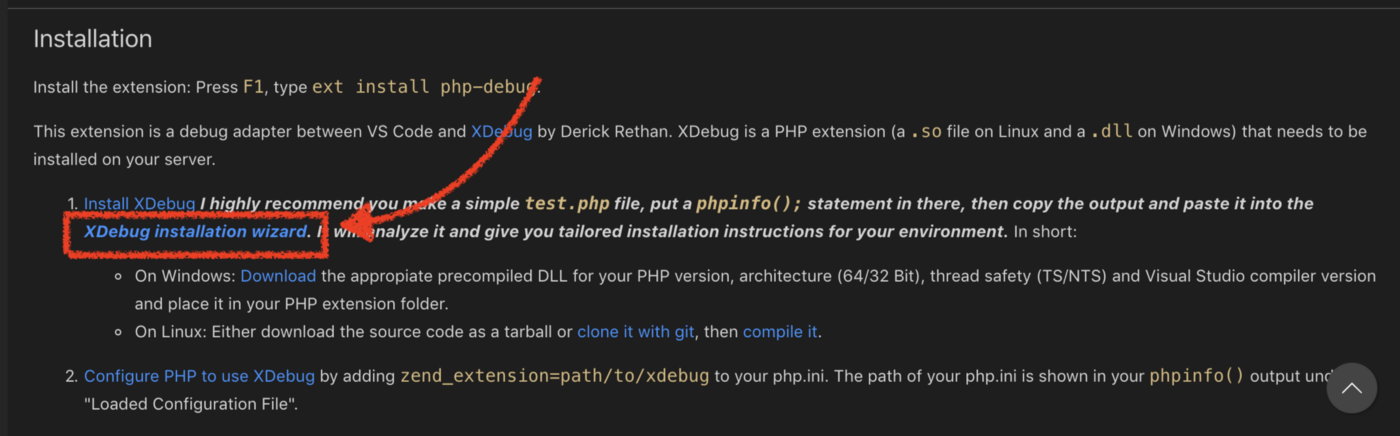 Installation
Install the extension: Press F1, type ext install php-debug.
This extension is a debug adapter between VS Code and XDebug by Derick Rethan. XDebug is a PHP extension (a .so file on Linux and a .dll on Windows) that needs to be
installed on your server.
1. Install XDebug I highly recommend you make a simple test.php file, put a phpinfo(); statement in there, then copy the output and paste it into the
XDebug installation wizard. It will analyze it and give you tailored installation instructions for your environment. In short:
◦ On Windows: Download the appropiate precompiled DLL for your PHP version, architecture (64/32 Bit), thread safety (TS/NTS) and Visual Studio compiler version
and place it in your PHP extension folder.
◦ On Linux: Either download the source code as a tarball or clone it with git, then compile it.
2. Configure PHP to use XDebug by adding zend_extension=path/to/xdebug to your php.ini. The path of your php.ini is shown in your phpinfo() output
"Loaded Configuration File".